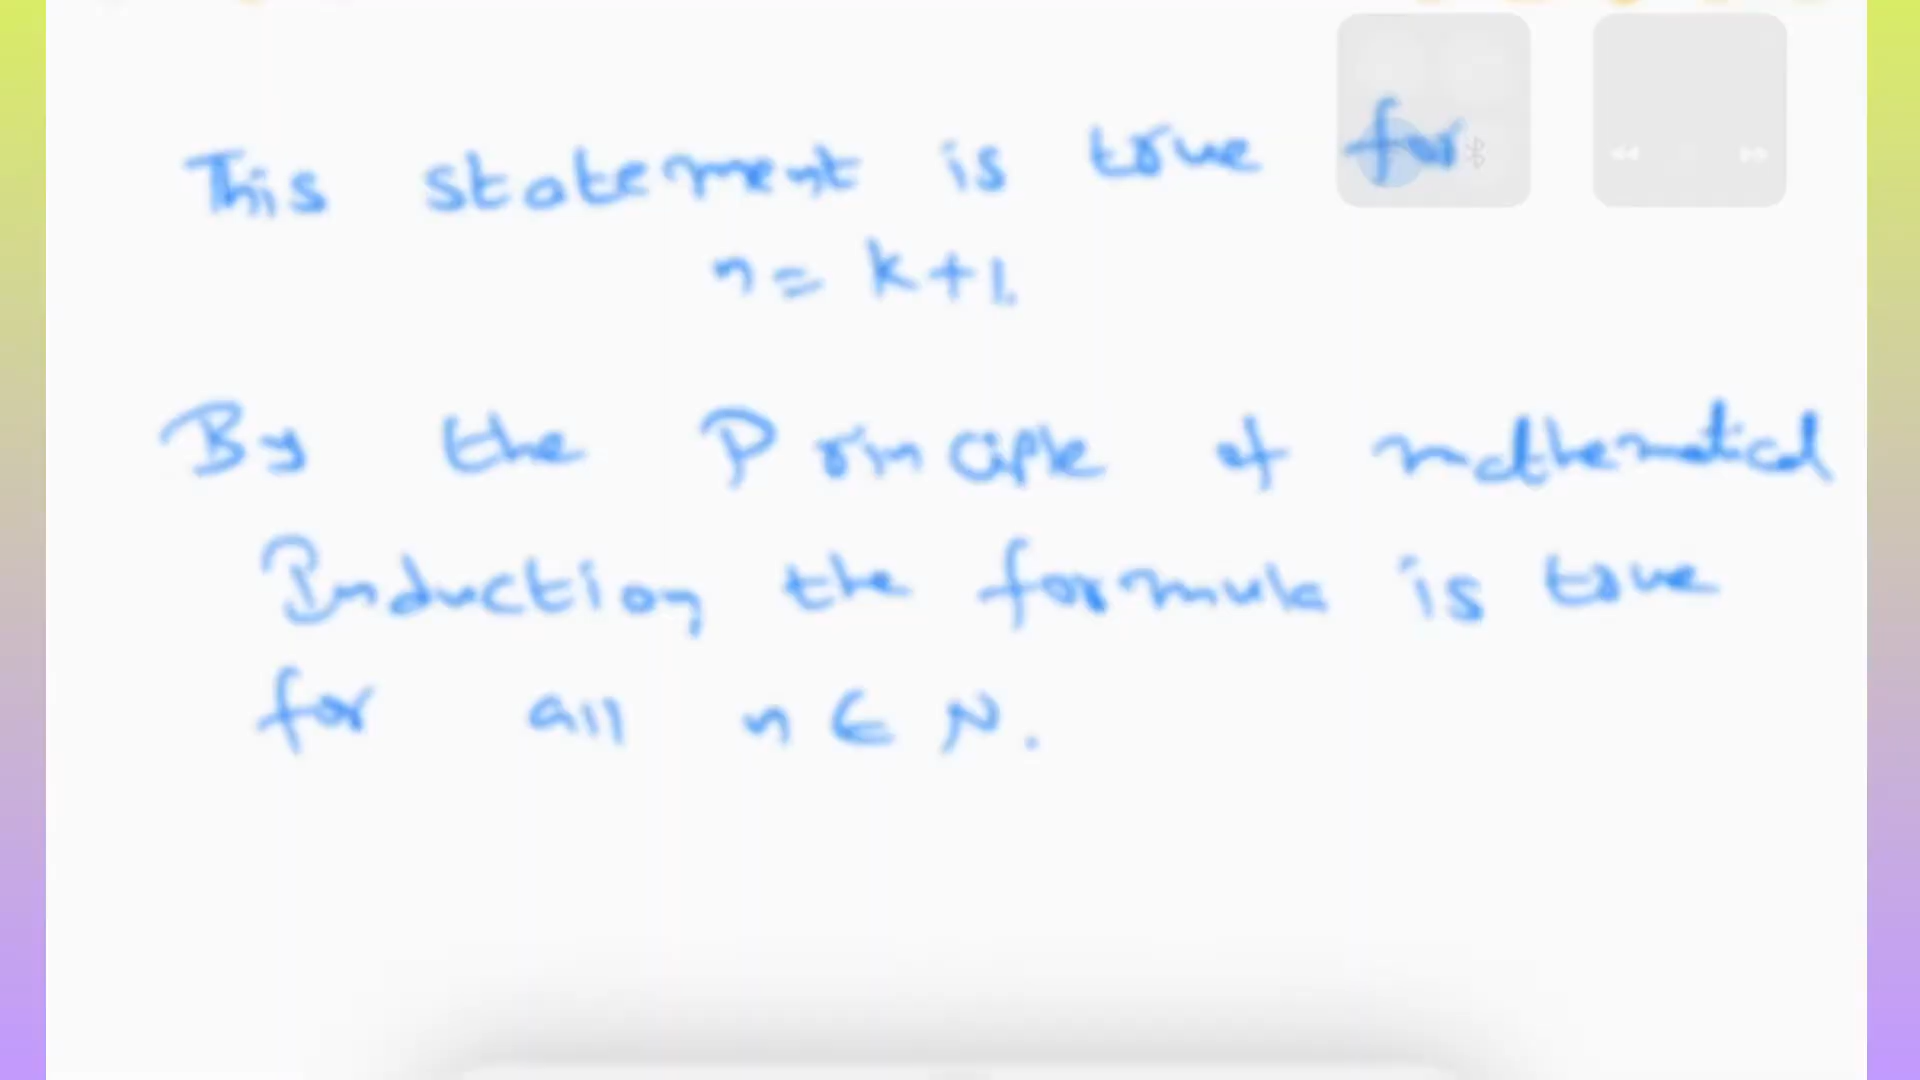 This statement is true for
n = k+1.
By the Principle of mathematical
Induction the formula is true
for all n ∈ N.